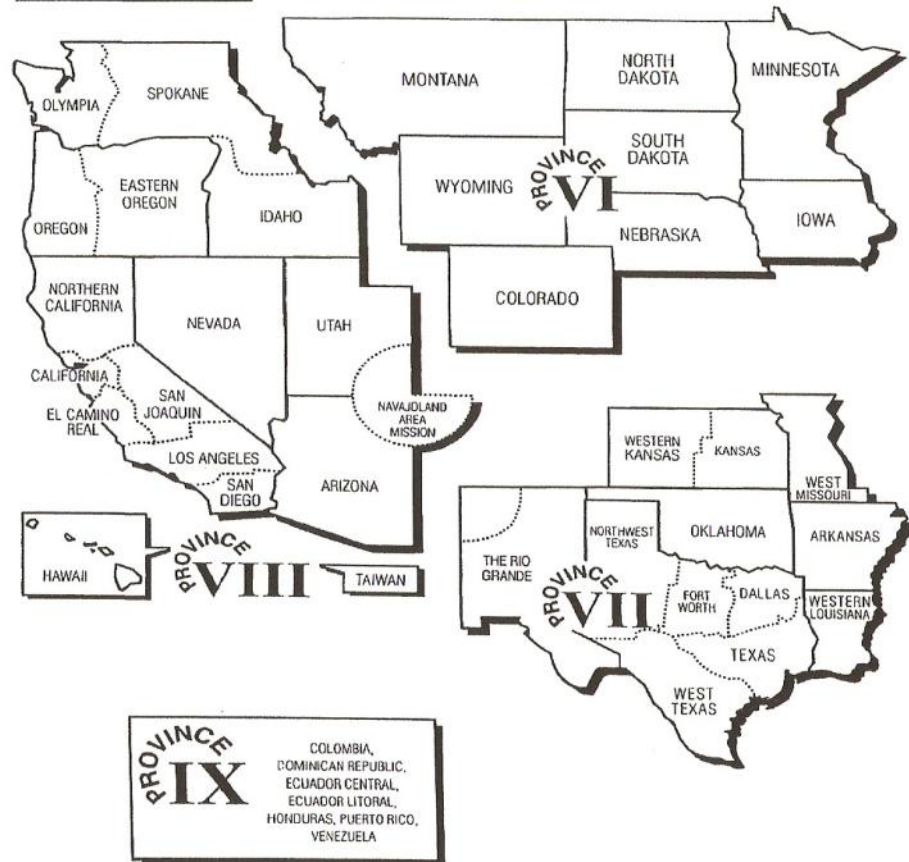 OLYMPIA
SPOKANE
EASTERN
OREGON
OREGON
IDAHO
NORTHERN
CALIFORNIA
NEVADA
UTAH
CALIFORNIA
SAN
JOAQUIN
EL CAMINO
REAL
NAVAJOLAND
AREA
MISSION
LOS ANGELES
SAN
DIEGO
ARIZONA
HAWAII
PROVINCE
VIII
TAIWAN
MONTANA
NORTH
DAKOTA
MINNESOTA
SOUTH
DAKOTA
WYOMING
PROVINCE
VI
IOWA
NEBRASKA
COLORADO
WESTERN
KANSAS
KANSAS
WEST
MISSOURI
NORTHWEST
TEXAS
OKLAHOMA
ARKANSAS
THE RIO
GRANDE
PROVINCE
VII
FORT
WORTH
DALLAS
WESTERN
LOUISIANA
TEXAS
WEST
TEXAS
PROVINCE
IX
COLOMBIA,
DOMINICAN REPUBLIC,
ECUADOR CENTRAL,
ECUADOR LITORAL,
HONDURAS, PUERTO RICO,
VENEZUELA